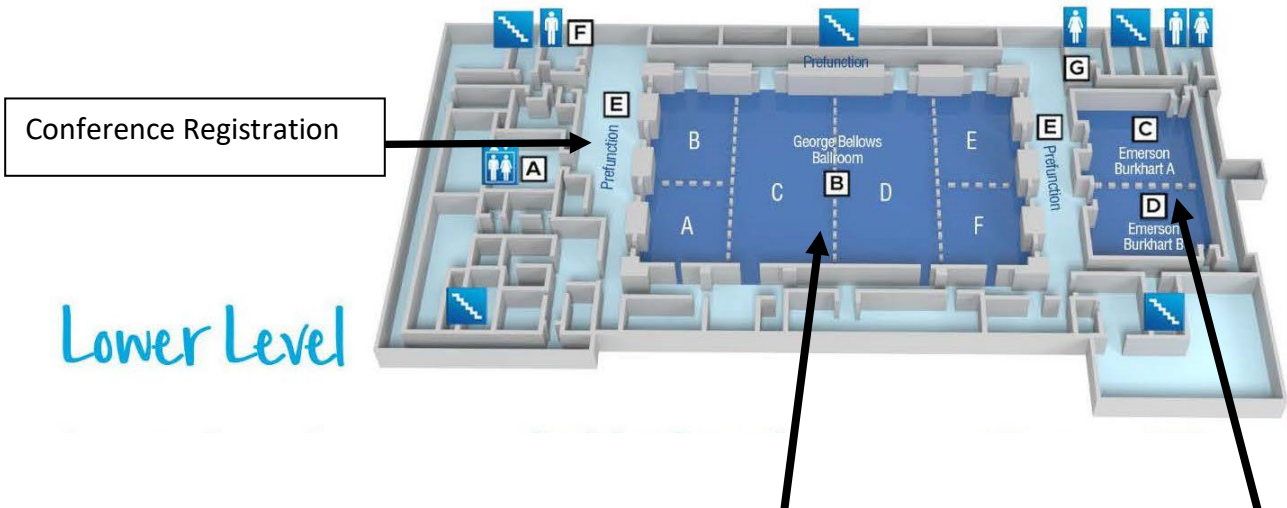 F
Prefunction
G
Conference Registration
E
Prefunction
B
George Bellows
Ballroom
E
E
Prefunction
C
Emerson
Burkhart A
A
C
B
D
A
F
D
Emerson
Burkhart B
Lower Level